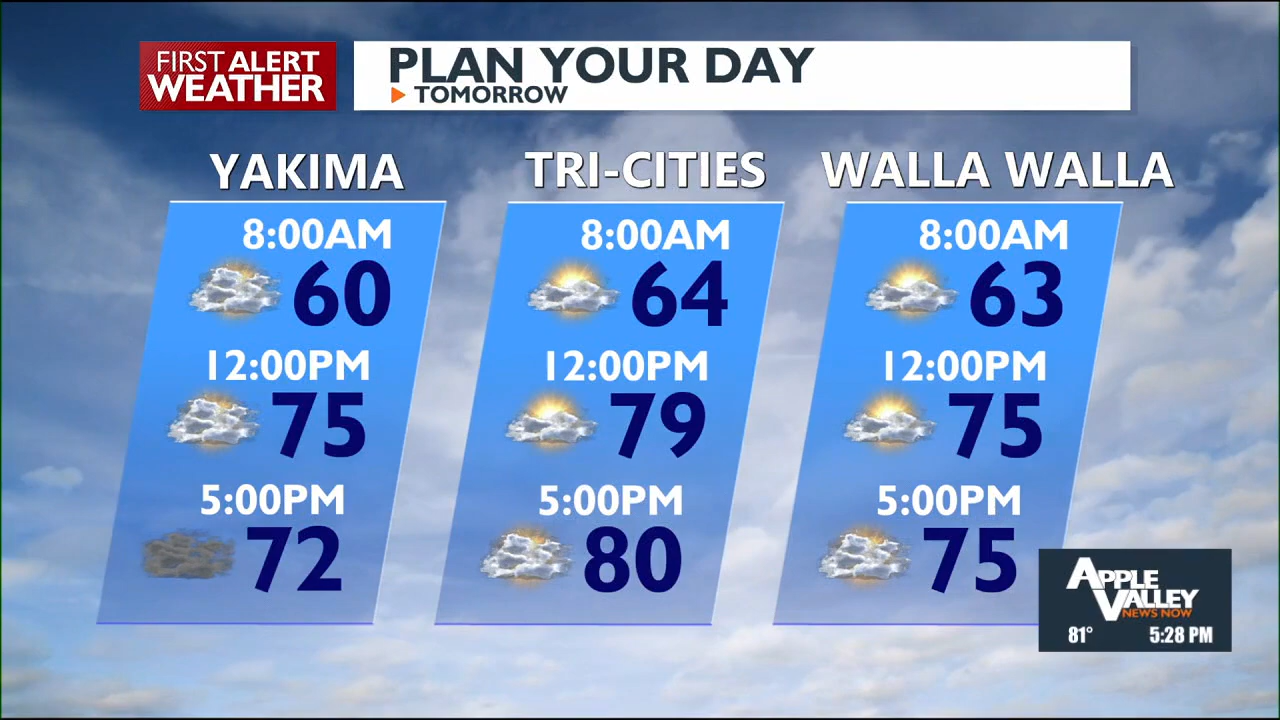 FIRST ALERT
WEATHER
PLAN YOUR DAY
TOMORROW
YAKIMA
8:00AM
60
12:00PM
75
5:00PM
72
TRI-CITIES
8:00AM
64
12:00PM
79
5:00PM
80
WALLA WALLA
8:00AM
63
12:00PM
75
5:00PM
75
APPLE
VALLEY
NEWS NOW
81° 5:28 PM